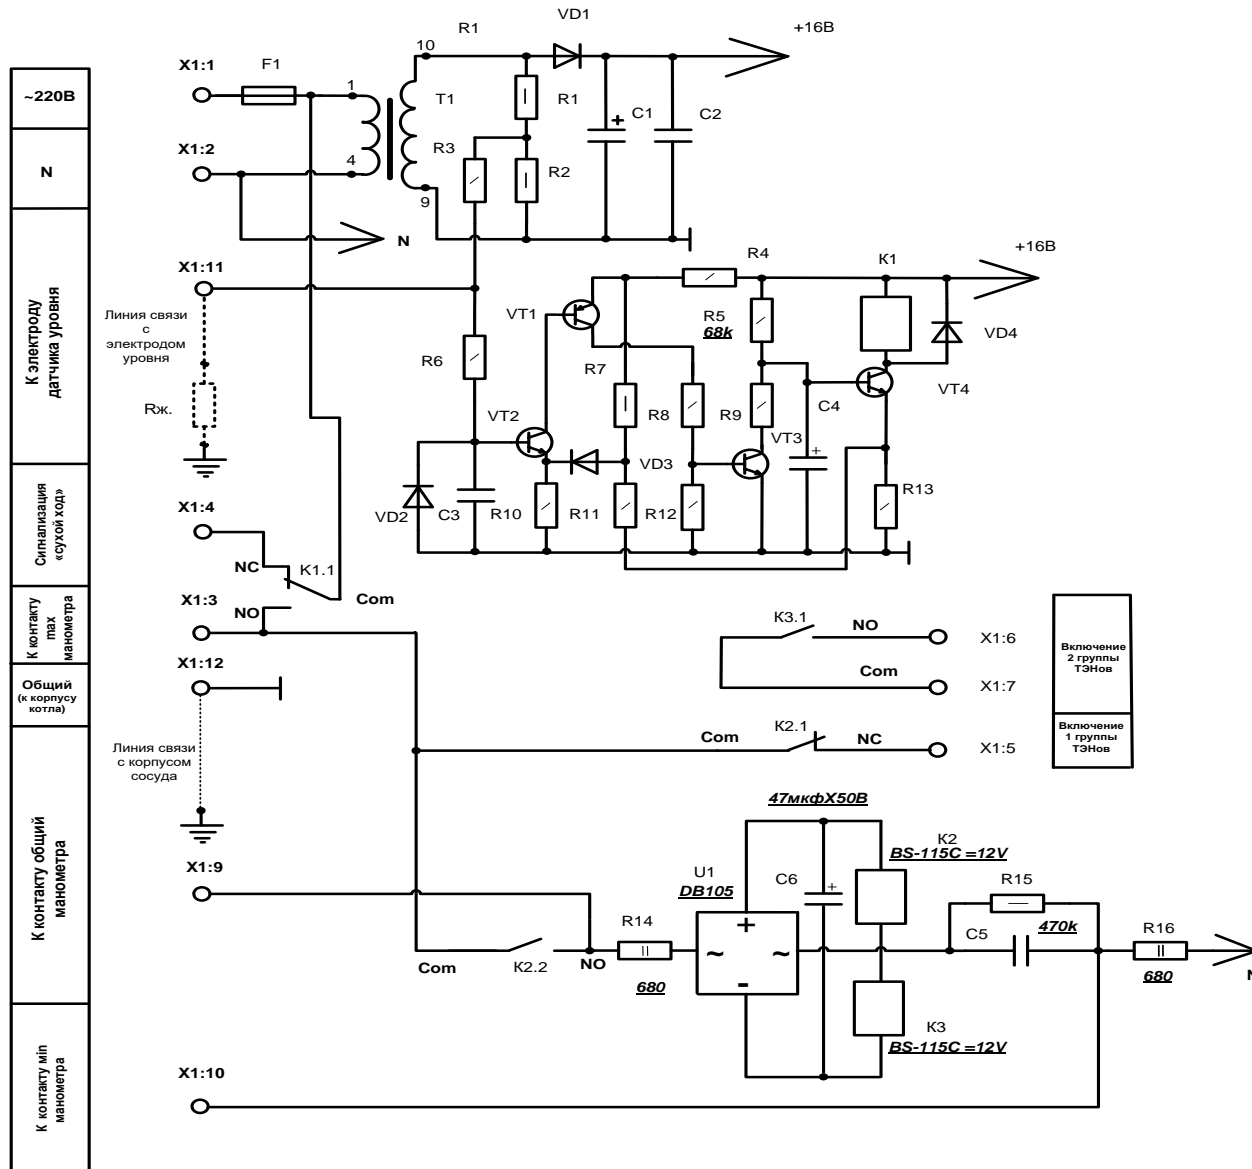 ~220В
N
К электроду
датчика уровня
Сигнализация
«сухой ход»
К контакту
max
манометра
Общий
(к корпусу
котла)
К контакту общий
манометра
К контакту min
манометра
X1:1
F1
X1:2
N
1
4
10
9
T1
R1
VD1
+16В
R1
C1
+
C2
R3
R2
X1:11
Линия связи
с
электродом
уровня
Rж.
R4
К1
+16В
VT1
R5
68k
VD4
R6
R7
VT4
C4
VT2
R8
R9
VT3
+
VD3
R13
VD2
C3
R10
R11
R12
X1:4
NC
K1.1
Com
X1:3
NO
X1:12
Линия связи
с корпусом
сосуда
К3.1
NO
X1:6
Com
X1:7
Включение
2 группы
ТЭНов
Com
К2.1
NC
X1:5
Включение
1 группы
ТЭНов
47мкфХ50В
К2
BS-115C =12V
X1:9
U1
DB105
C6
+
R15
470k
C5
R14
680
+
~
~
-
R16
680
N
Com
К2.2
NO
К3
BS-115C =12V
X1:10